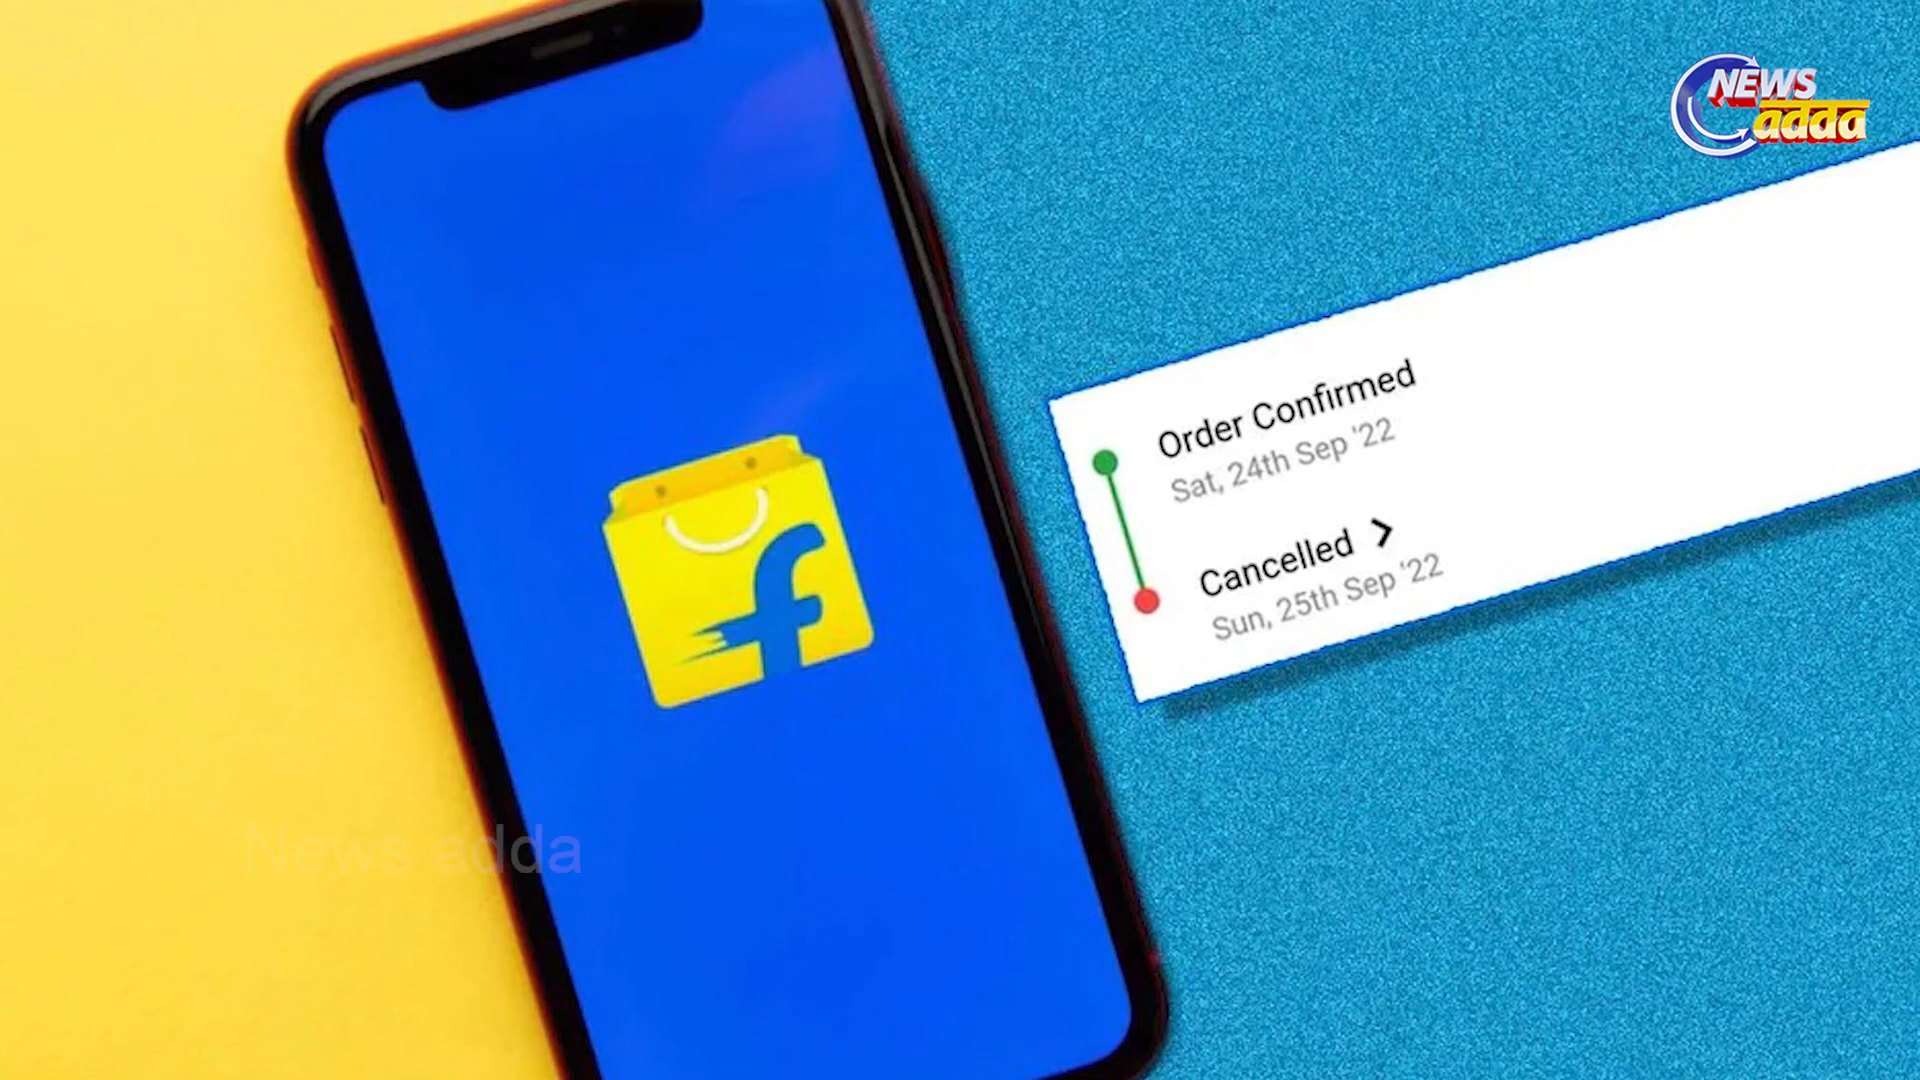 NEWS
adda
Order Confirmed
Sat, 24th Sep '22
Cancelled
Sun, 25th Sep '22
News adda